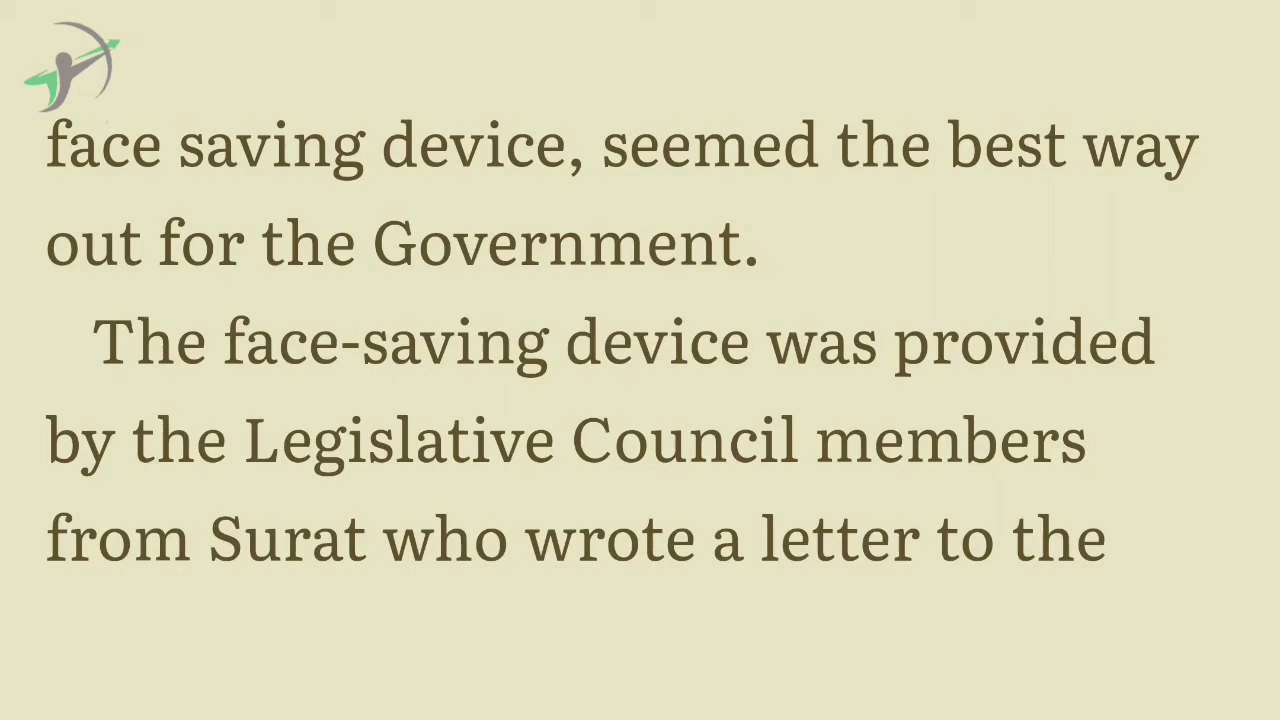 face saving device, seemed the best way
out for the Government.
The face-saving device was provided
by the Legislative Council members
from Surat who wrote a letter to the